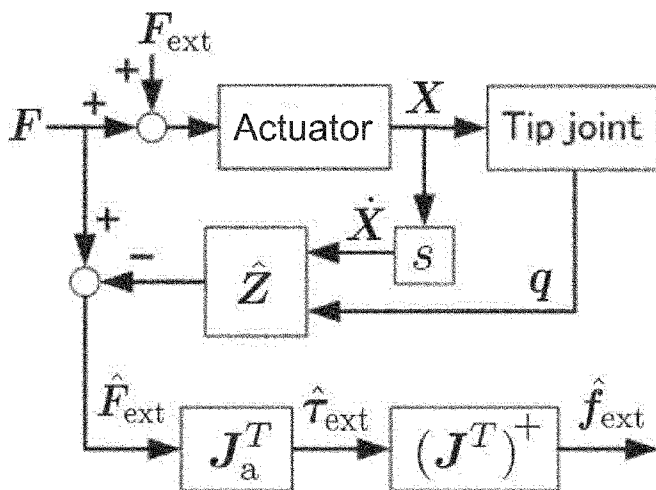 F_ext
+
F + Actuator X Tip joint
+ Ẋ s
− Ẑ q
F̂_ext τ̂_ext f̂_ext
J_a^T (J^T)^+